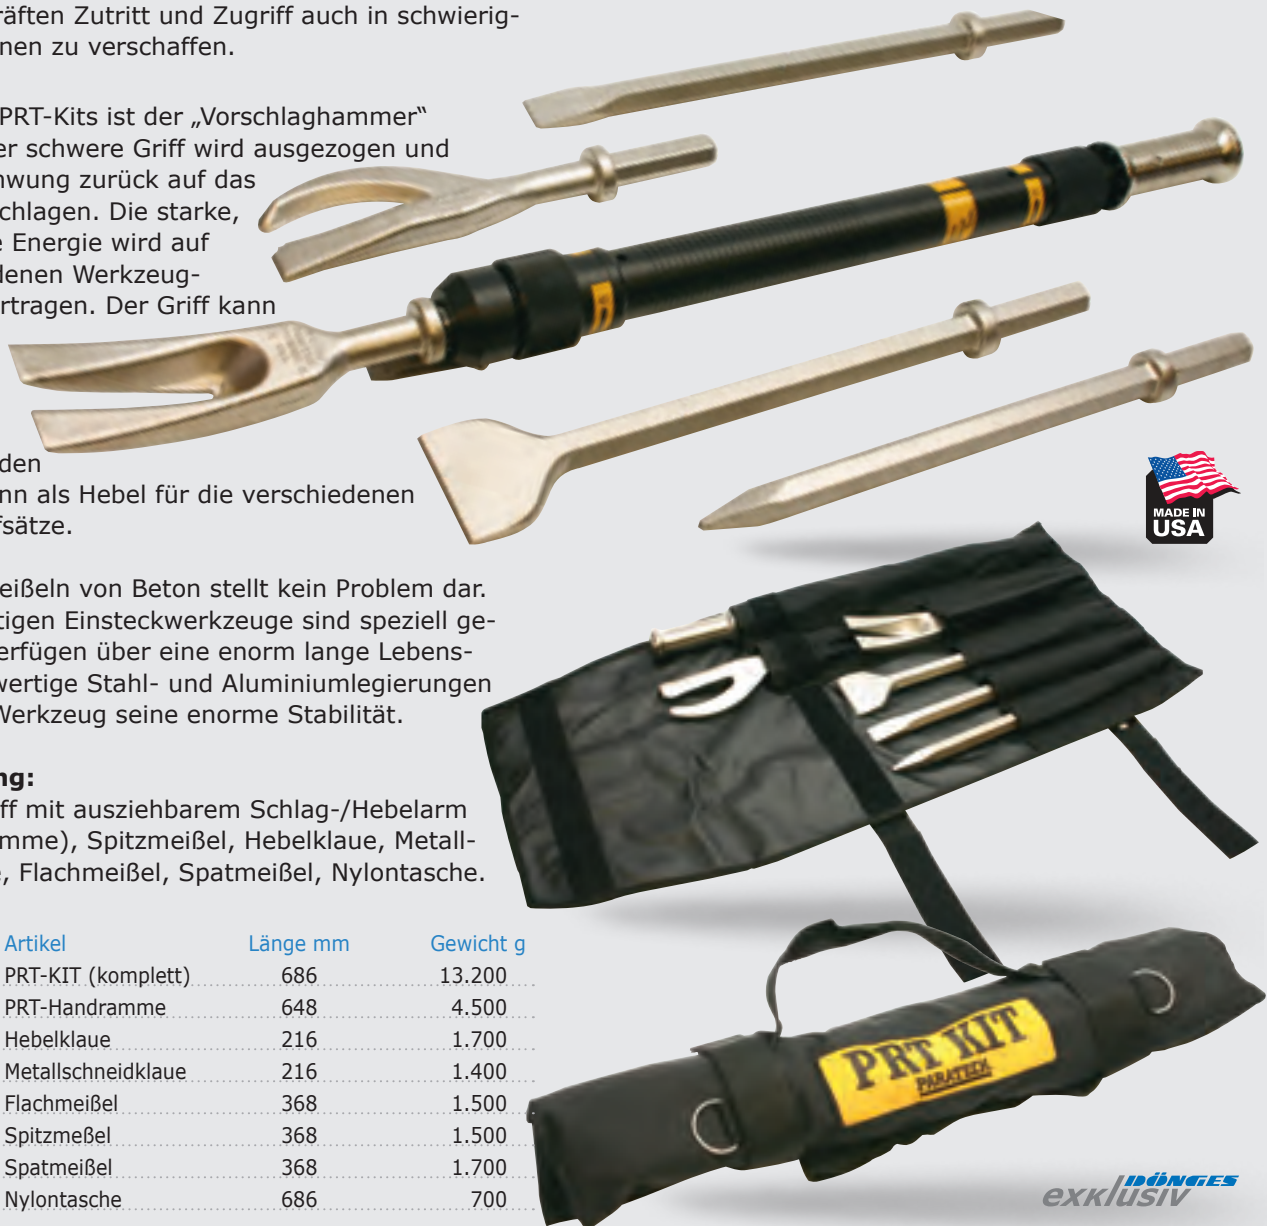 räften Zutritt und Zugriff auch in schwierig-
nen zu verschaffen.
PRT-Kits ist der „Vorschlaghammer“
er schwere Griff wird ausgezogen und
nwung zurück auf das
chlagen. Die starke,
e Energie wird auf
denen Werkzeug-
rtragen. Der Griff kann
den
nn als Hebel für die verschiedenen
fsätze.
MADE IN
USA
eißeln von Beton stellt kein Problem dar.
tigen Einsteckwerkzeuge sind speziell ge-
erfügen über eine enorm lange Lebens-
wertige Stahl- und Aluminiumlegierungen
Werkzeug seine enorme Stabilität.
ng:
ff mit ausziehbarem Schlag-/Hebelarm
mme), Spitzmeißel, Hebelklaue, Metall-
e, Flachmeißel, Spatmeißel, Nylontasche.
Artikel Länge mm Gewicht g
PRT-KIT (komplett) 686 13.200
PRT-Handramme 648 4.500
Hebelklaue 216 1.700
Metallschneidklaue 216 1.400
Flachmeißel 368 1.500
Spitzmeßel 368 1.500
Spatmeißel 368 1.700
Nylontasche 686 700
PRT KIT
PARATECH
DÖNGES
exklusiv